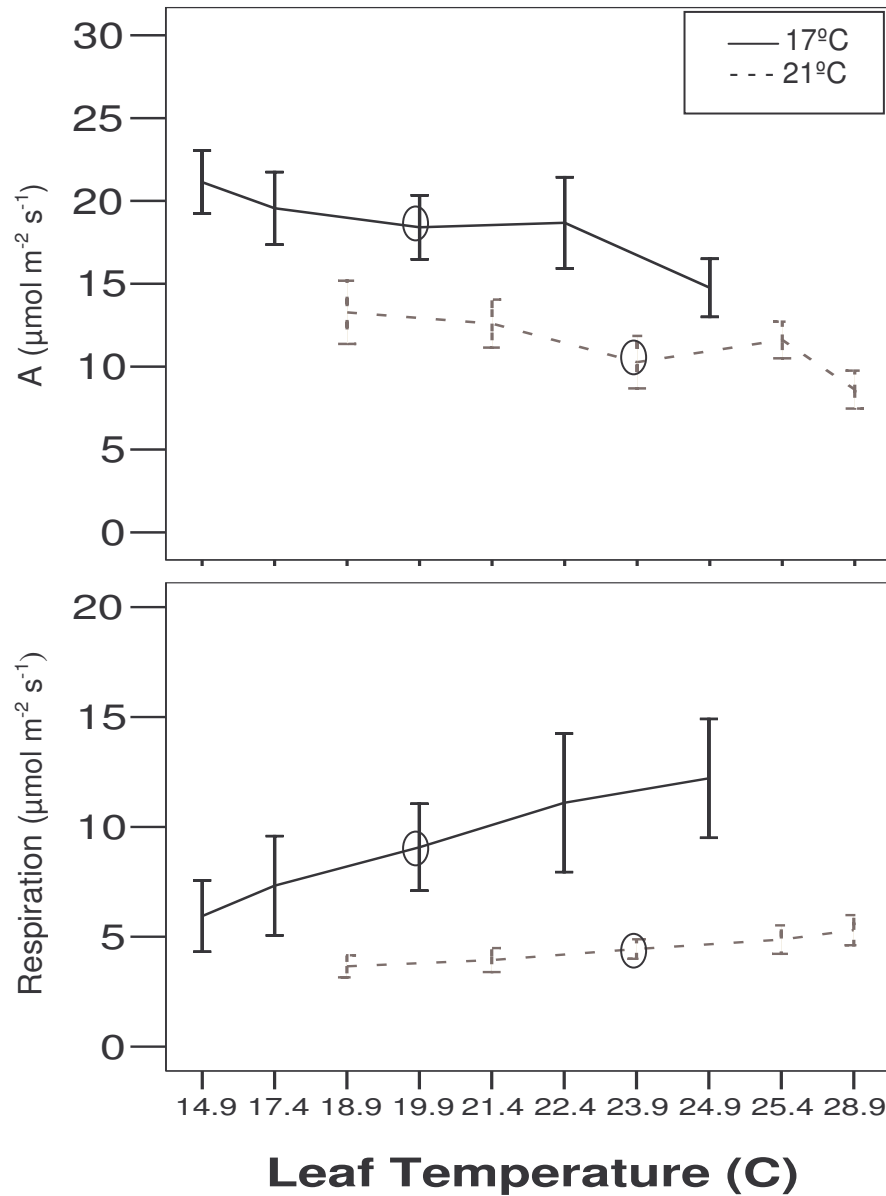 30
25
20
15
10
5
0
A (µmol m⁻² s⁻¹)
17ºC
21ºC
20
15
10
5
0
Respiration (µmol m⁻² s⁻¹)
14.9 17.4 18.9 19.9 21.4 22.4 23.9 24.9 25.4 28.9
Leaf Temperature (C)